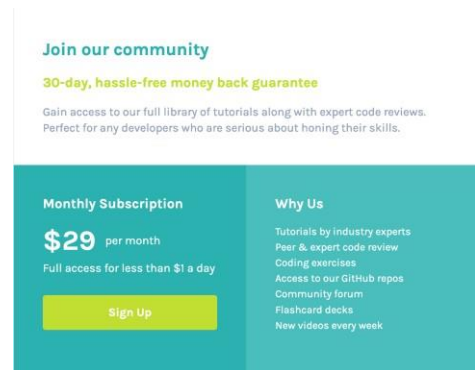 Join our community
30-day, hassle-free money back guarantee
Gain access to our full library of tutorials along with expert code reviews.
Perfect for any developers who are serious about honing their skills.
Monthly Subscription
$29 per month
Full access for less than $1 a day
Sign Up
Why Us
Tutorials by industry experts
Peer & expert code review
Coding exercises
Access to our GitHub repos
Community forum
Flashcard decks
New videos every week